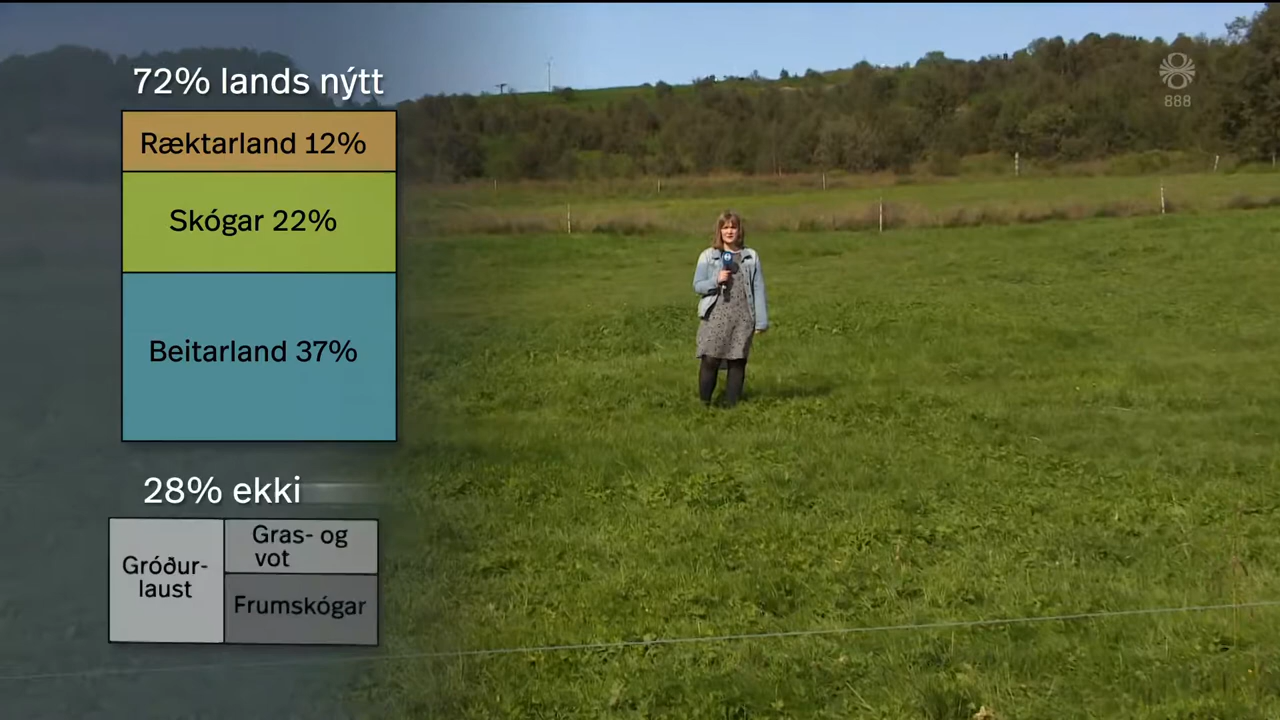 72% lands nýtt
888
Ræktarland 12%
Skógar 22%
Beitarland 37%
28% ekki
Gróður-
laust
Gras- og
vot
Frumskógar